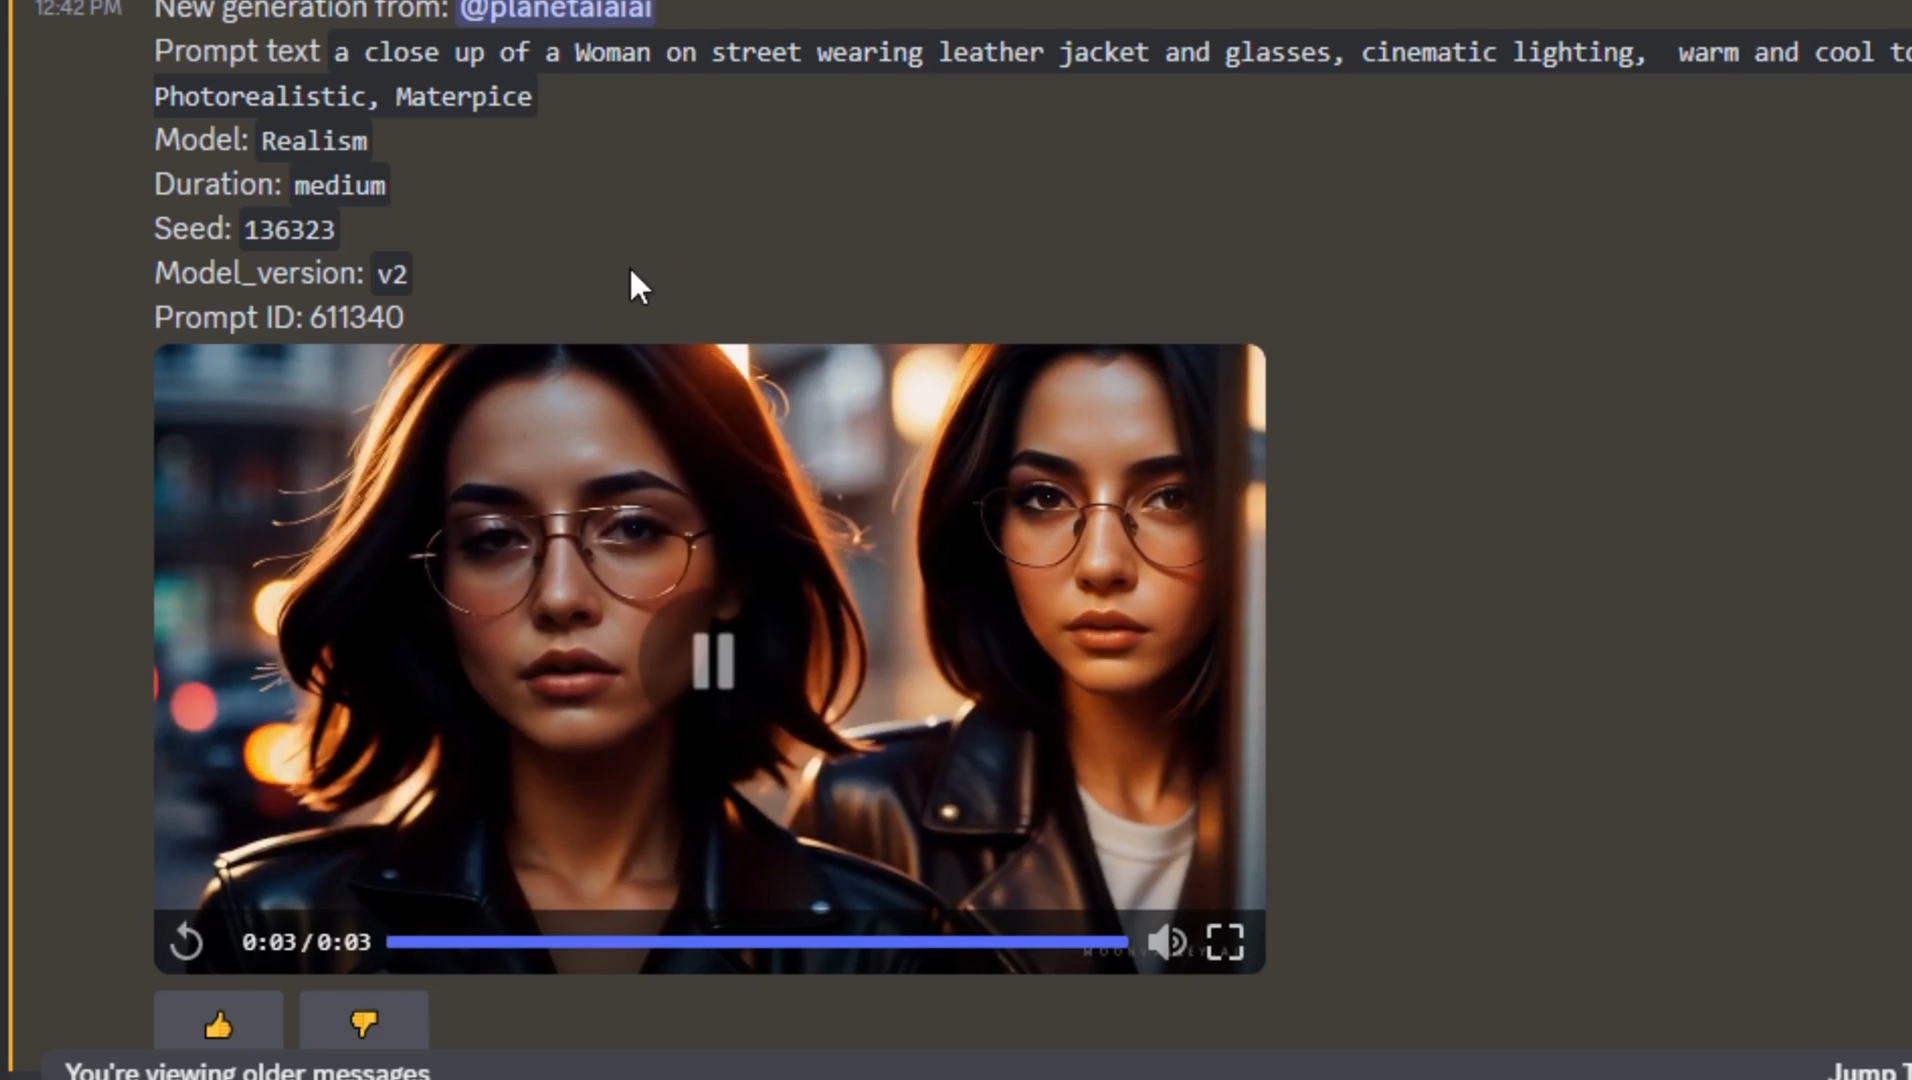 12:42 PM New generation from: @planetaiaiai
Prompt text a close up of a Woman on street wearing leather jacket and glasses, cinematic lighting, warm and cool
Photorealistic, Materpice
Model: Realism
Duration: medium
Seed: 136323
Model_version: v2
Prompt ID: 611340
0:03/0:03
You're viewing older messages
Jump